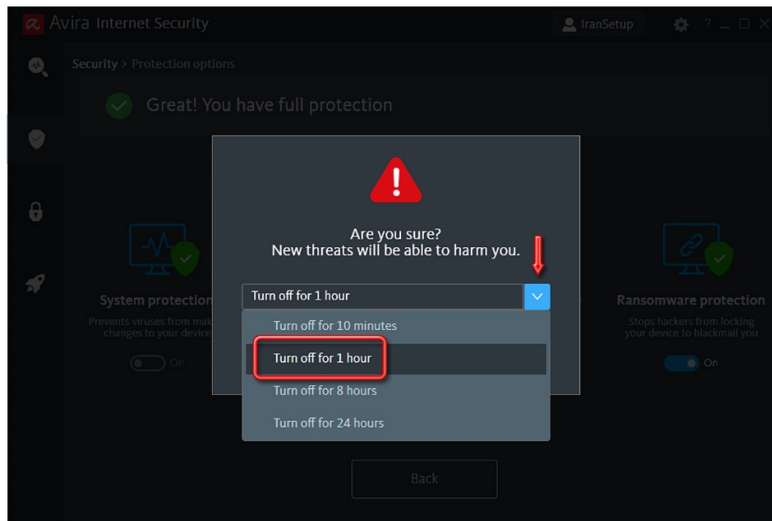 Avira Internet Security
IranSetup
?
Security > Protection options
Great! You have full protection
Are you sure?
New threats will be able to harm you.
Turn off for 1 hour
Turn off for 10 minutes
Turn off for 1 hour
Turn off for 8 hours
Turn off for 24 hours
System protection
Prevents viruses from
changes to your device
On
Ransomware protection
Stops hackers from locking
your device to blackmail you
On
Back